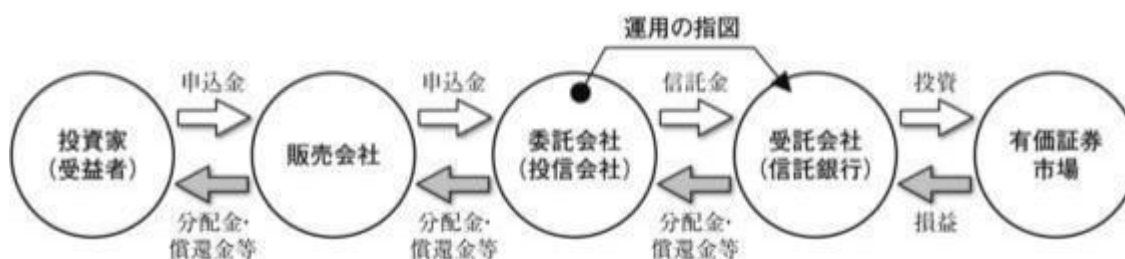 運用の指図
申込金
申込金
信託金
投資
投資家
(受益者)
販売会社
委託会社
(投信会社)
受託会社
(信託銀行)
有価証券
市場
分配金・
償還金等
分配金・
償還金等
分配金・
償還金等
損益